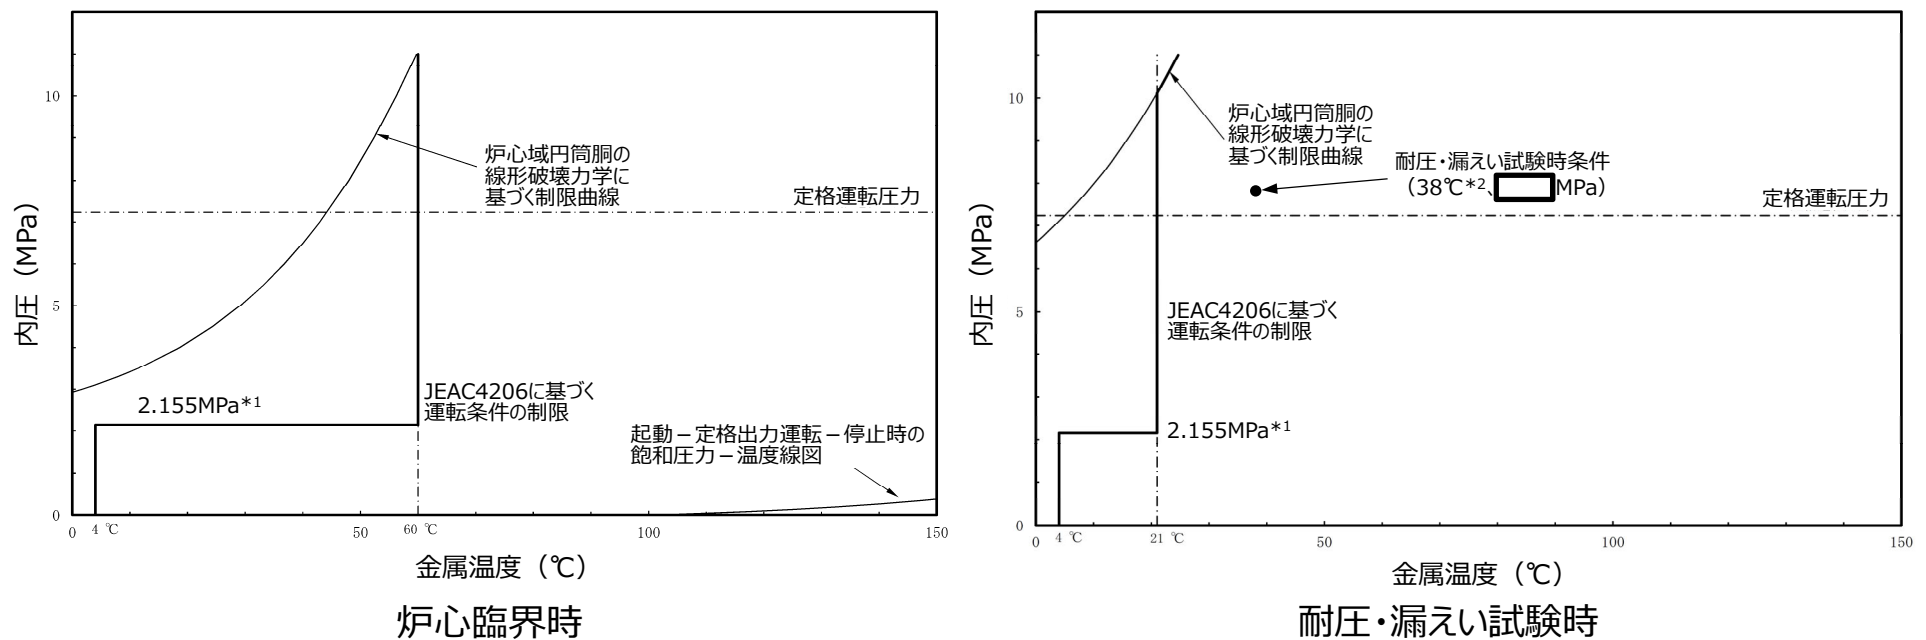 内圧（MPa）
10
5
0
炉心域円筒胴の
線形破壊力学に
基づく制限曲線
定格運転圧力
2.155MPa*1
JEAC4206に基づく
運転条件の制限
起動－定格出力運転－停止時の
飽和圧力－温度線図
0
4 ℃
50
60 ℃
100
150
金属温度（℃）
炉心臨界時
内圧（MPa）
10
5
0
炉心域円筒胴の
線形破壊力学に
基づく制限曲線
耐圧・漏えい試験時条件
（38℃*2、 MPa）
定格運転圧力
JEAC4206に基づく
運転条件の制限
2.155MPa*1
0
4 ℃
21 ℃
50
100
150
金属温度（℃）
耐圧・漏えい試験時